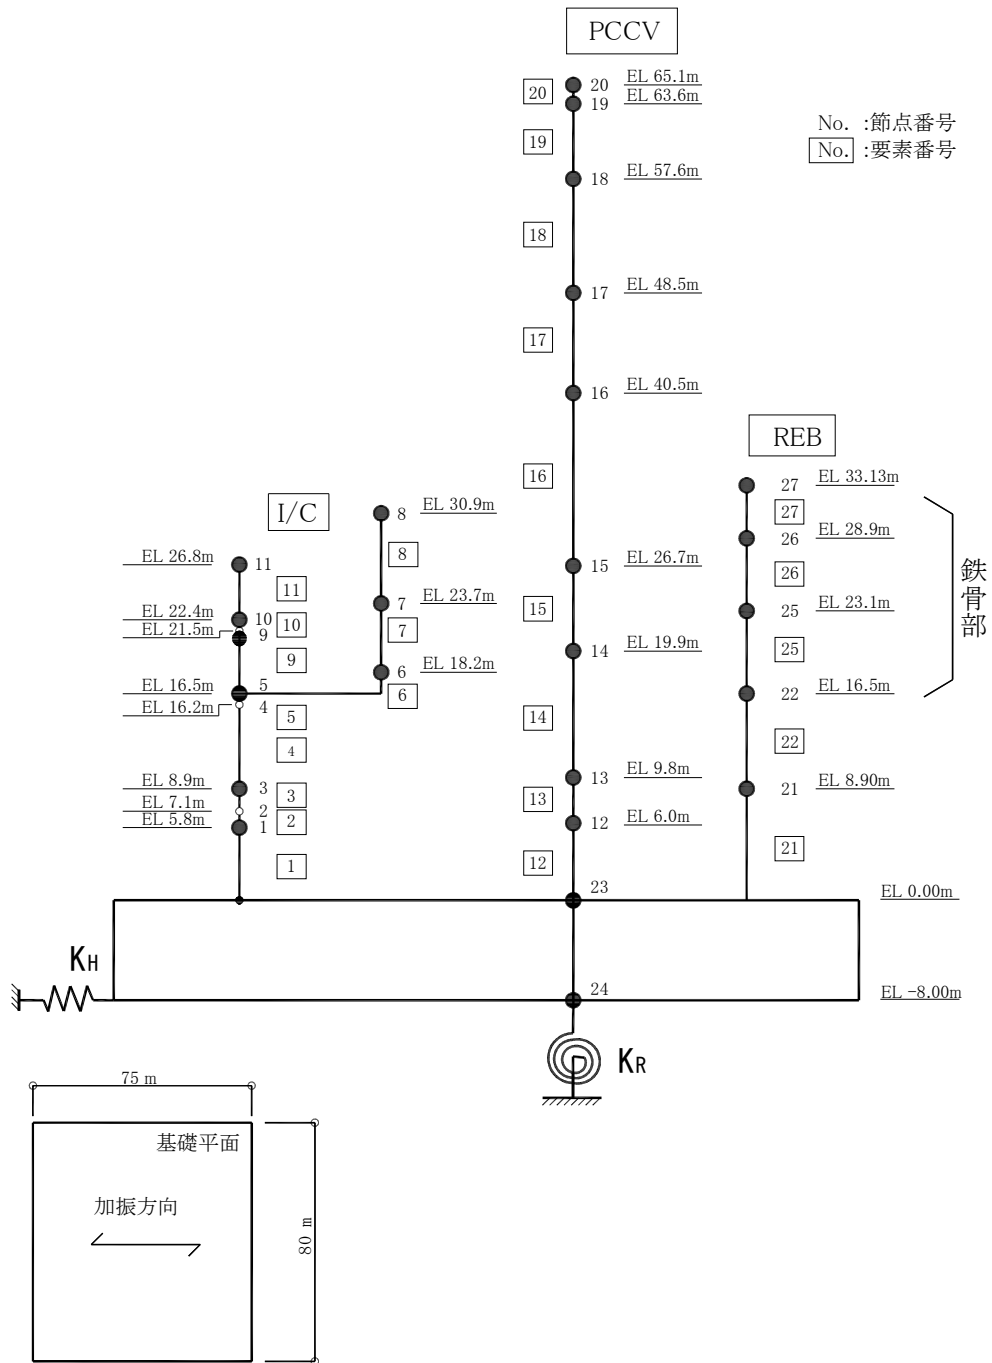 PCCV
20 20 EL 65.1m
19 EL 63.6m
No. :節点番号
No. :要素番号
19
18 EL 57.6m
18
17 EL 48.5m
17
16 EL 40.5m
REB
16
27 EL 33.13m
I/C
8 EL 30.9m
27
26 EL 28.9m
8
EL 26.8m 11
15 EL 26.7m
26
鉄骨部
11
7 EL 23.7m
15
25 EL 23.1m
EL 22.4m 10 10
EL 21.5m 9
7
9
14 EL 19.9m
25
6 EL 18.2m
EL 16.5m 5
6
22 EL 16.5m
EL 16.2m 4
5
14
22
4
13 EL 9.8m
EL 8.9m 3
3
21 EL 8.90m
13
EL 7.1m 2
2
EL 5.8m 1
12 EL 6.0m
21
1
12
23
EL 0.00m
KH
24
EL -8.00m
KR
75 m
基礎平面
加振方向
80 m